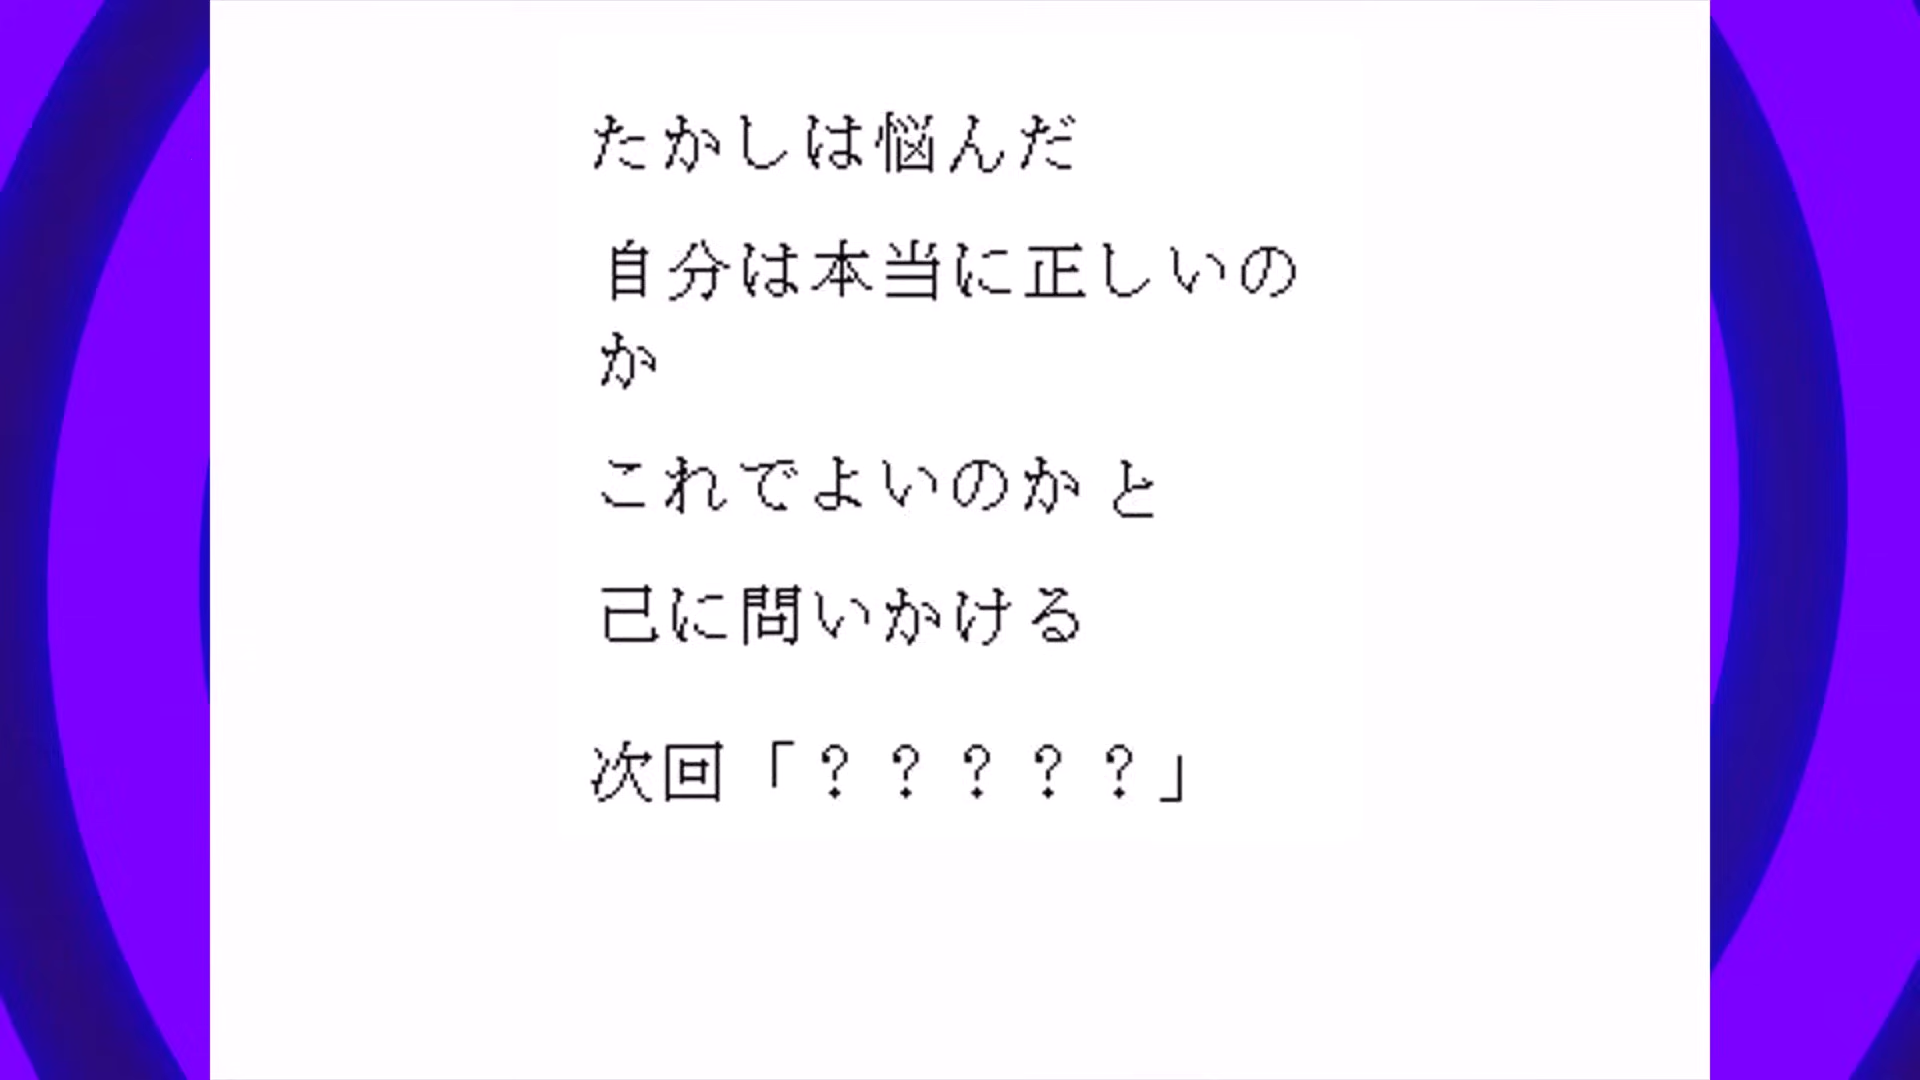 たかしは悩んだ
自分は本当に正しいの
か
これでよいのか と
己に問いかける
次回「？？？？？」